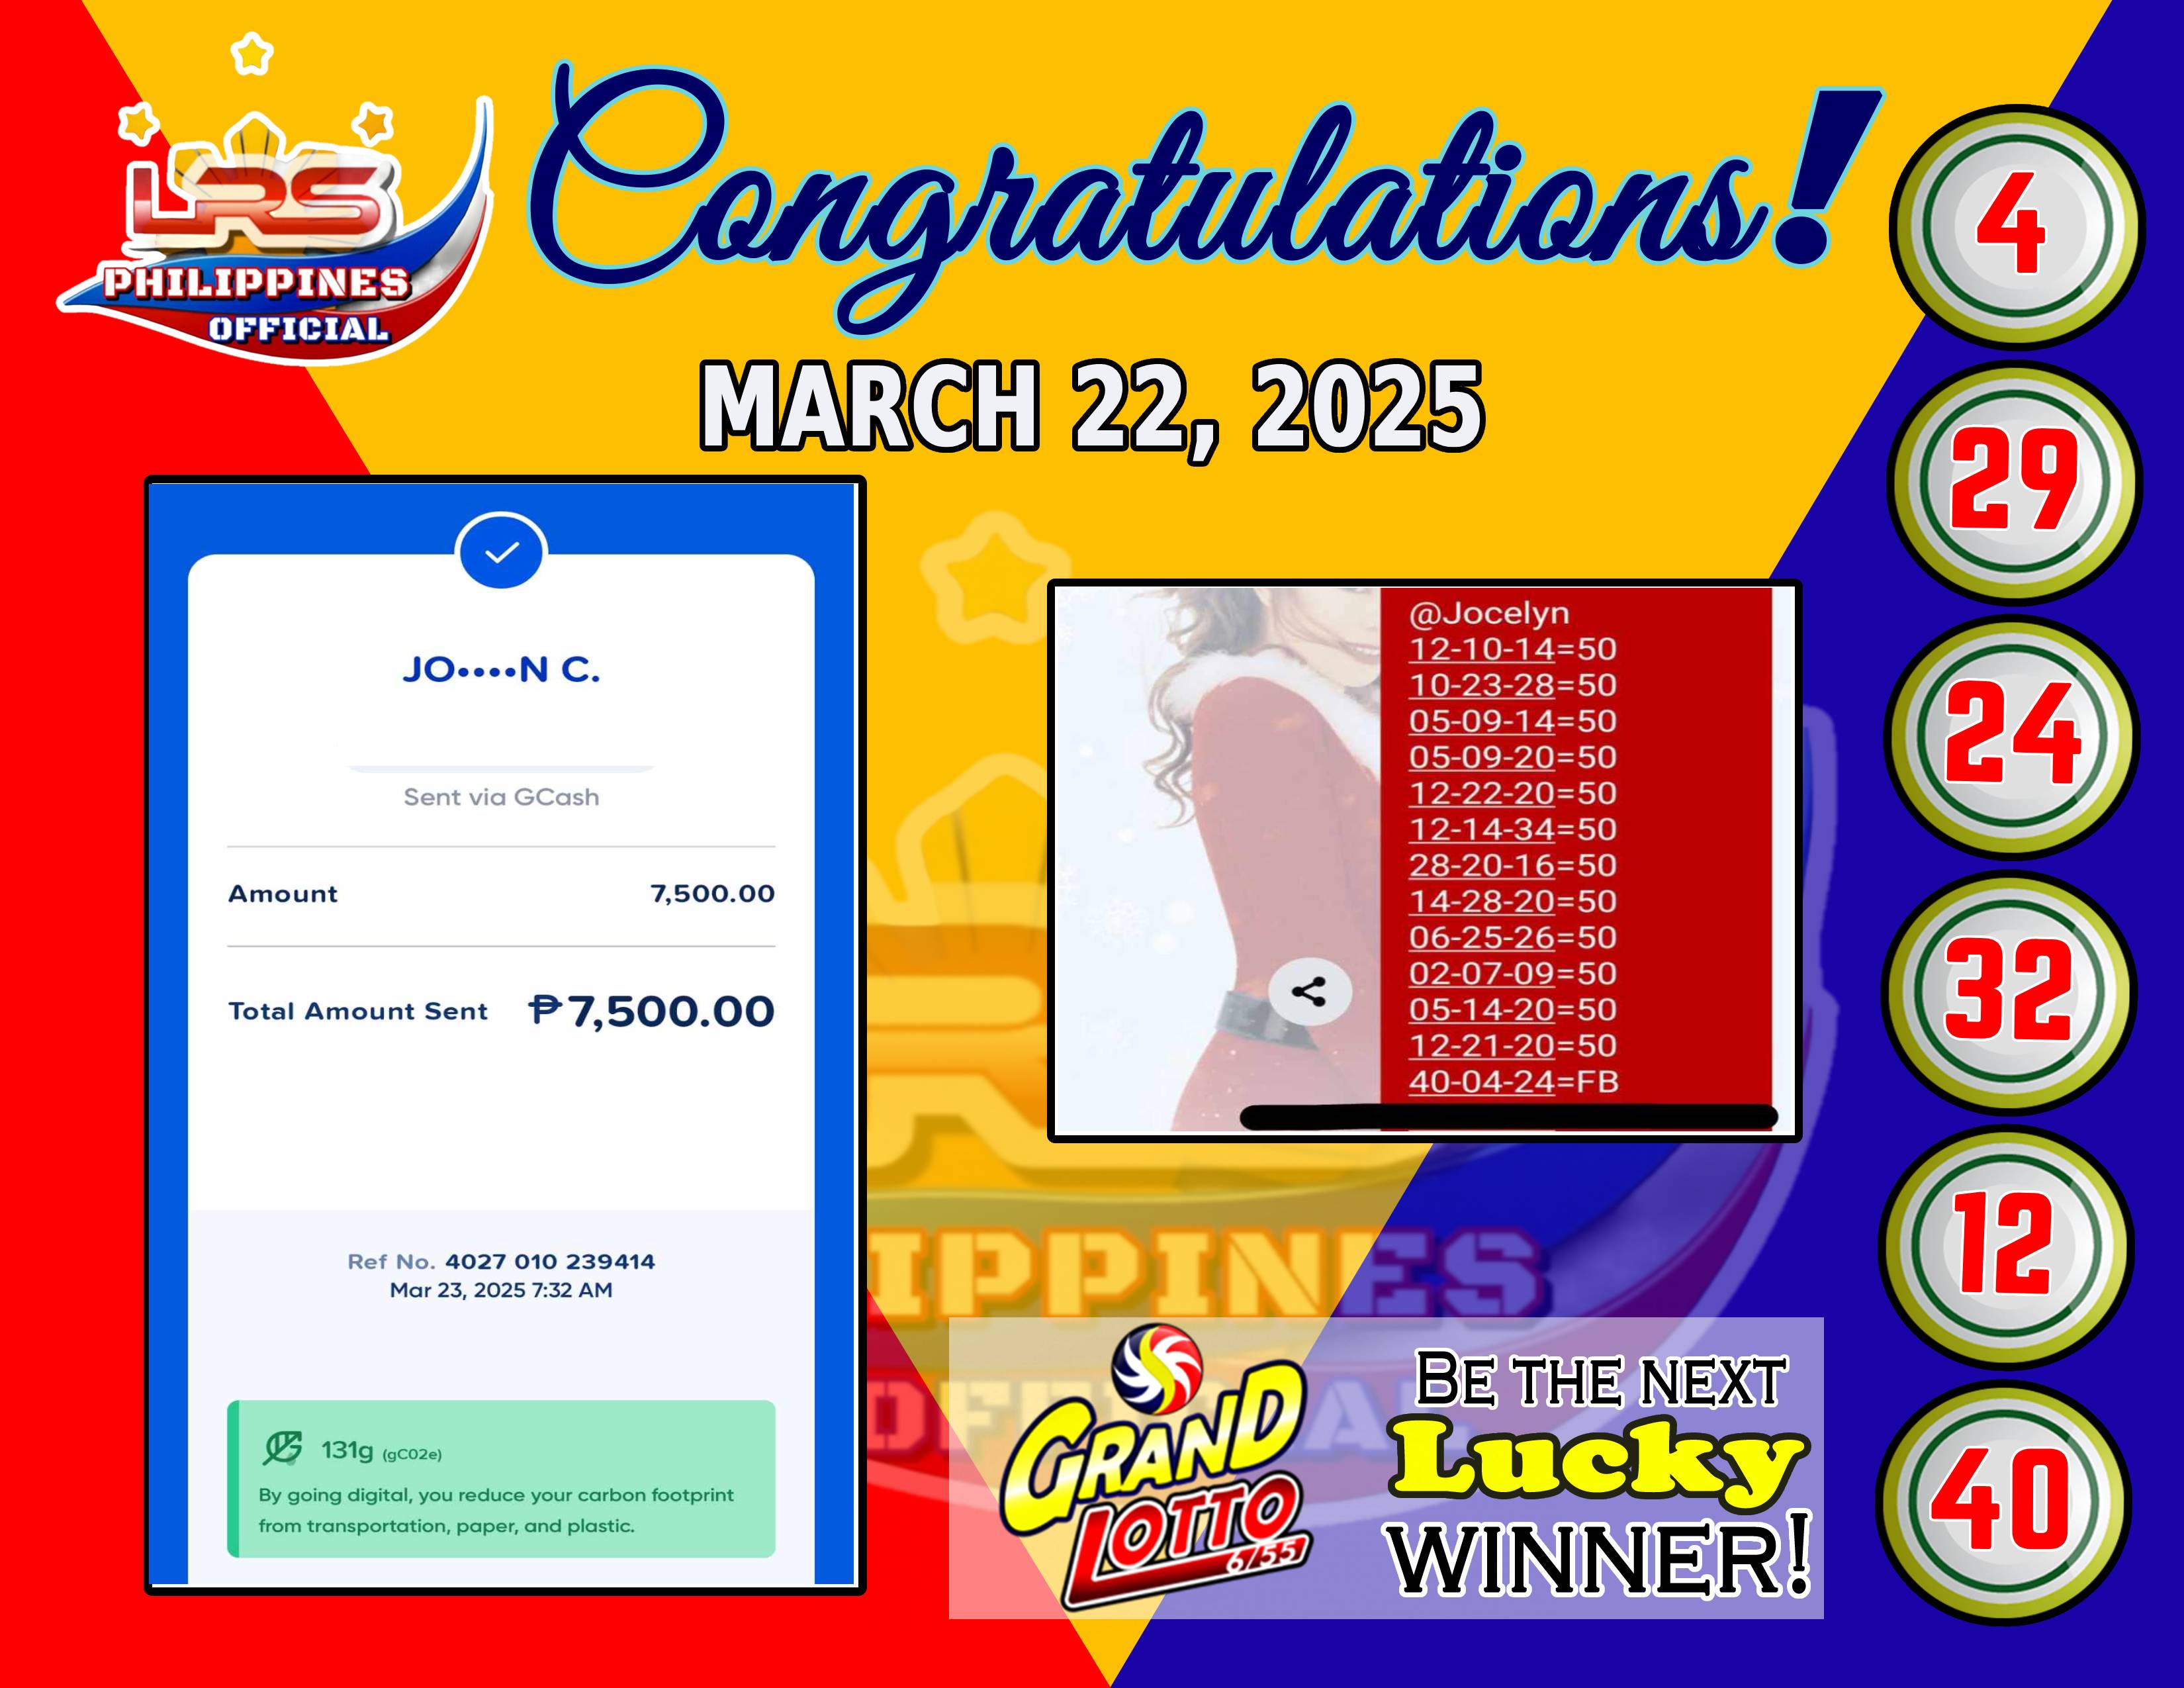 LRS
PHILIPPINES
OFFICIAL
Congratulations!
MARCH 22, 2025
JO••••N C.
Sent via GCash
Amount 7,500.00
Total Amount Sent ₱7,500.00
Ref No. 4027 010 239414
Mar 23, 2025 7:32 AM
131g (gCO2e)
By going digital, you reduce your carbon footprint
from transportation, paper, and plastic.
@Jocelyn
12-10-14=50
10-23-28=50
05-09-14=50
05-09-20=50
12-22-20=50
12-14-34=50
28-20-16=50
14-28-20=50
06-25-26=50
02-07-09=50
05-14-20=50
12-21-20=50
40-04-24=FB
IPPINES
GRAND
LOTTO
6/55
BE THE NEXT
Lucky
WINNER!
4
29
24
32
12
40